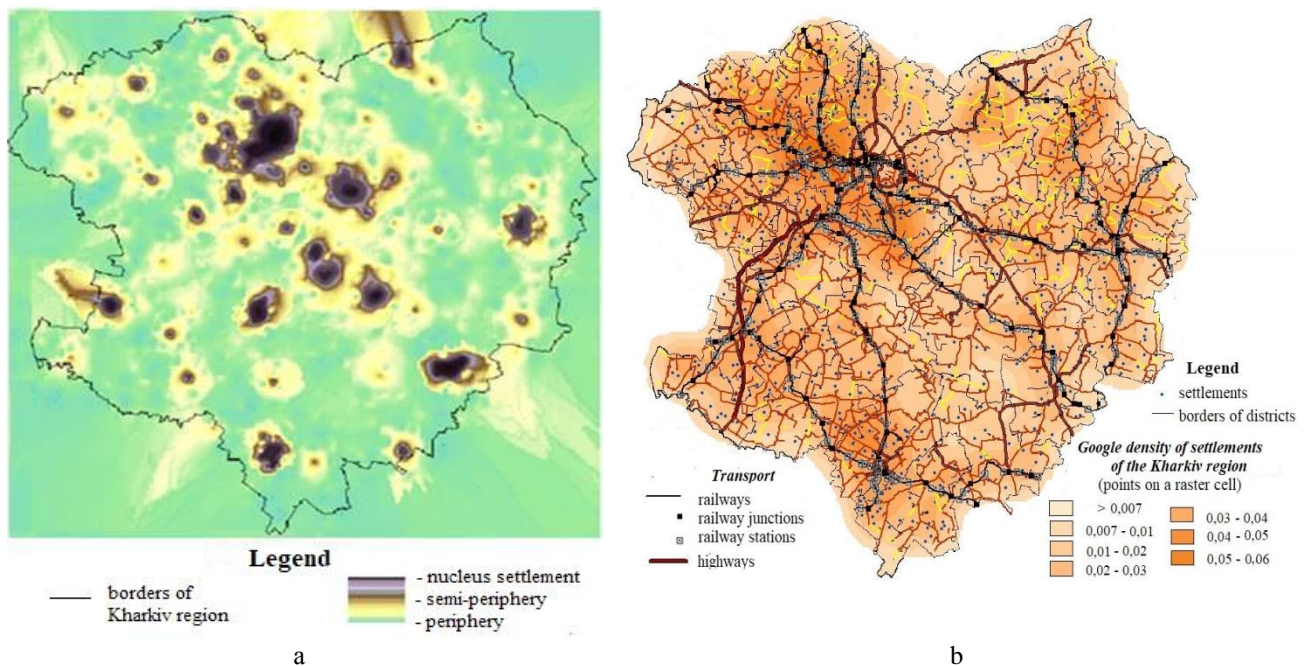 Legend
borders of
Kharkiv region
- nucleus settlement
- semi-periphery
- periphery
a
Legend
settlements
borders of districts
Transport
railways
railway junctions
railway stations
highways
Google density of settlements
of the Kharkiv region
(points on a raster cell)
> 0,007
0,007 - 0,01
0,01 - 0,02
0,02 - 0,03
0,03 - 0,04
0,04 - 0,05
0,05 - 0,06
b